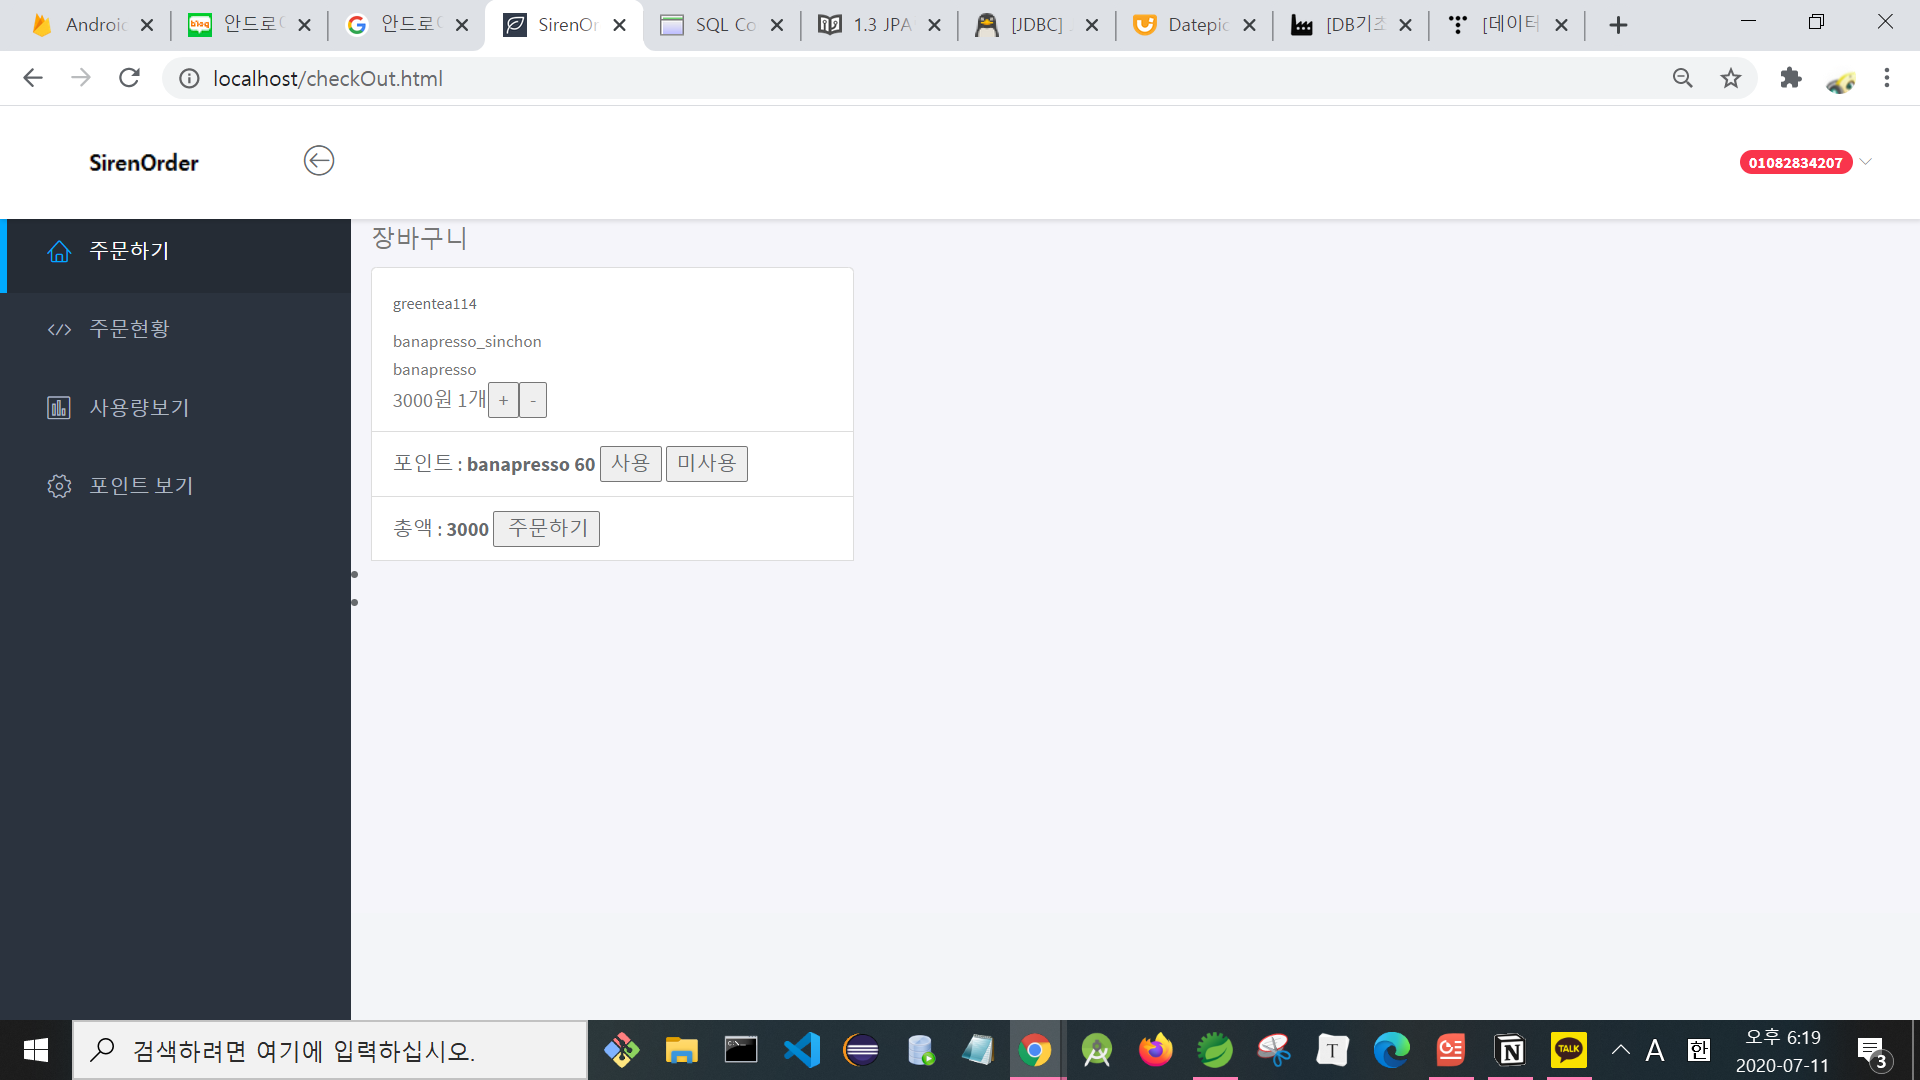 Android
안드로이
안드로이
SirenOr
SQL Co
1.3 JPA
[JDBC] J
Datepic
[DB기초
[데이터
localhost/checkOut.html
SirenOrder
01082834207
주문하기
주문현황
사용량보기
포인트 보기
장바구니
greentea114
banapresso_sinchon
banapresso
3000원 1개 + -
포인트 : banapresso 60 사용 미사용
총액 : 3000 주문하기
검색하려면 여기에 입력하십시오.
T
N
TALK
A
한
오후 6:19
2020-07-11
3